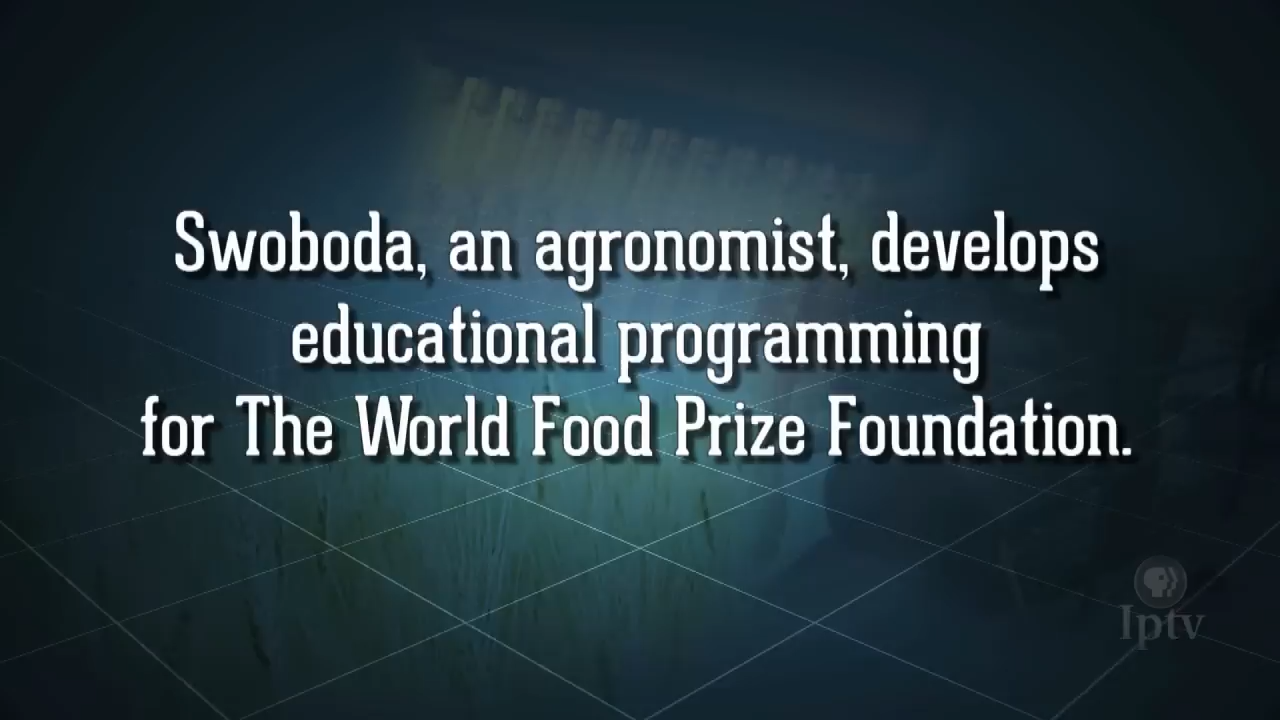 Swoboda, an agronomist, develops
educational programming
for The World Food Prize Foundation.
Iptv